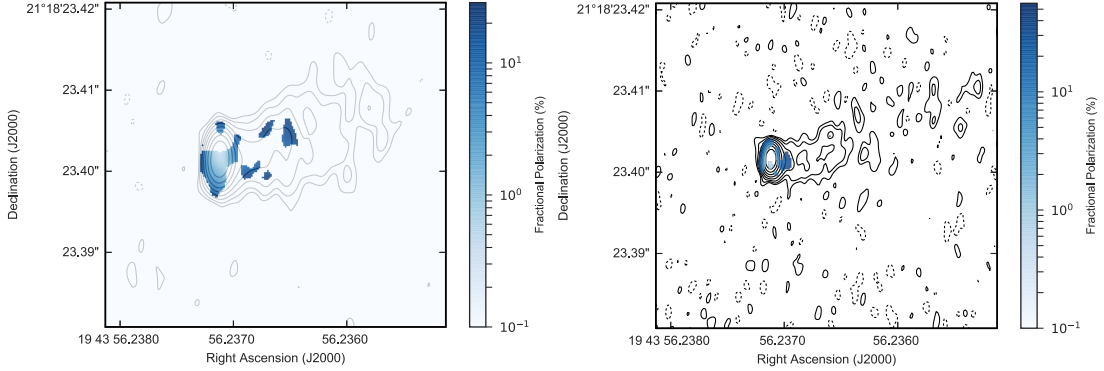 21°18'23.42"
23.41"
23.40"
23.39"
Declination (J2000)
19 43 56.2380
56.2370
56.2360
Right Ascension (J2000)
10¹
10⁰
10⁻¹
Fractional Polarization (%)
21°18'23.42"
23.41"
23.40"
23.39"
Declination (J2000)
19 43 56.2380
56.2370
56.2360
Right Ascension (J2000)
10¹
10⁰
10⁻¹
Fractional Polarization (%)